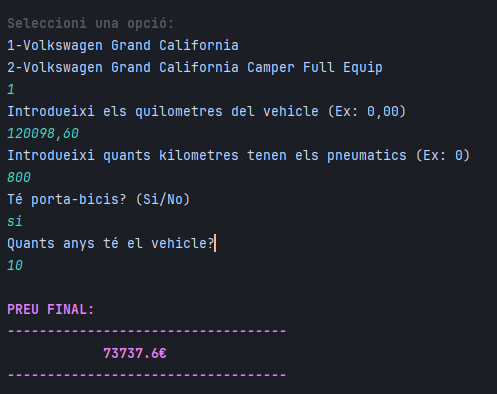 Seleccioni una opció:
1-Volkswagen Grand California
2-Volkswagen Grand California Camper Full Equip
1
Introdueixi els quilometres del vehicle (Ex: 0,00)
120098,60
Introdueixi quants kilometres tenen els pneumatics (Ex: 0)
800
Té porta-bicis? (Si/No)
si
Quants anys té el vehicle?
10
PREU FINAL:
-----------------------------------
73737.6€
-----------------------------------